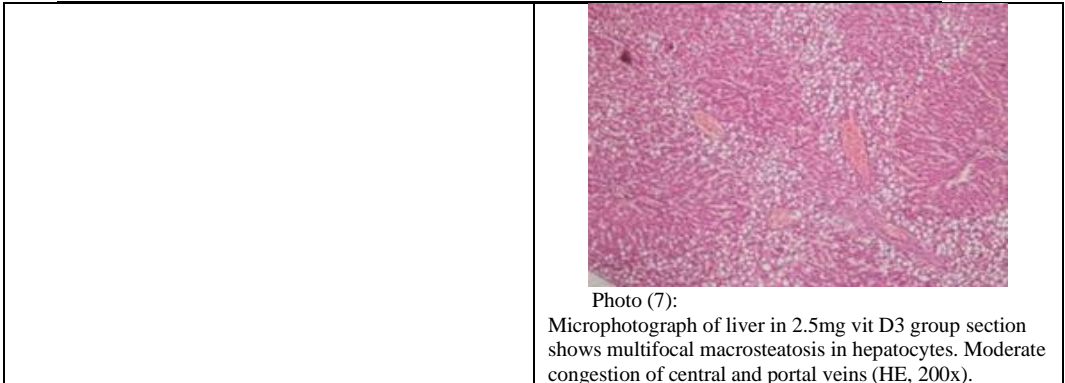 Photo (7):
Microphotograph of liver in 2.5mg vit D3 group section
shows multifocal macrosteatosis in hepatocytes. Moderate
congestion of central and portal veins (HE, 200x).